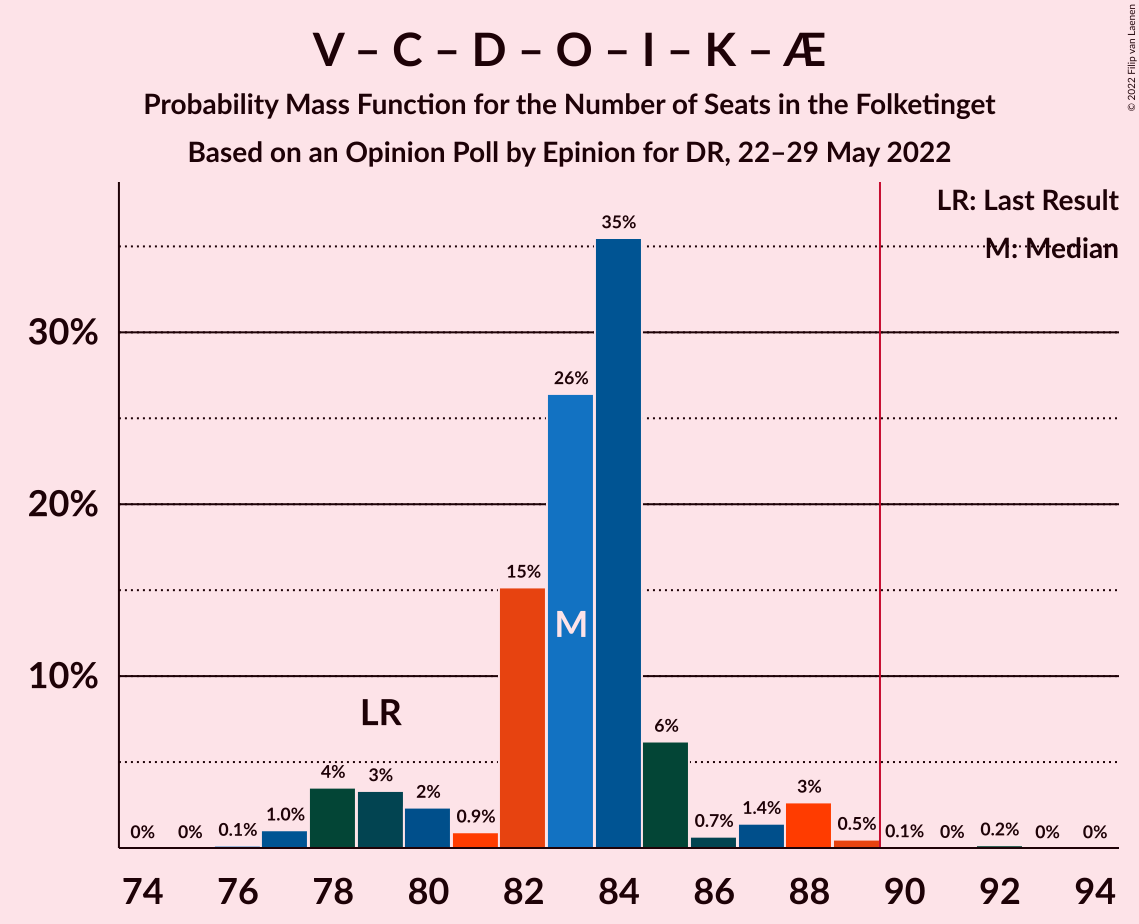 V – C – D – O – I – K – Æ
Probability Mass Function for the Number of Seats in the Folketinget
Based on an Opinion Poll by Epinion for DR, 22–29 May 2022
© 2022 Filip van Laenen
LR: Last Result
M: Median
30%
20%
10%
0%
0%
0.1%
1.0%
4%
3%
2%
0.9%
15%
26%
35%
6%
0.7%
1.4%
3%
0.5%
0.1%
0%
0.2%
0%
0%
LR
M
74 76 78 80 82 84 86 88 90 92 94